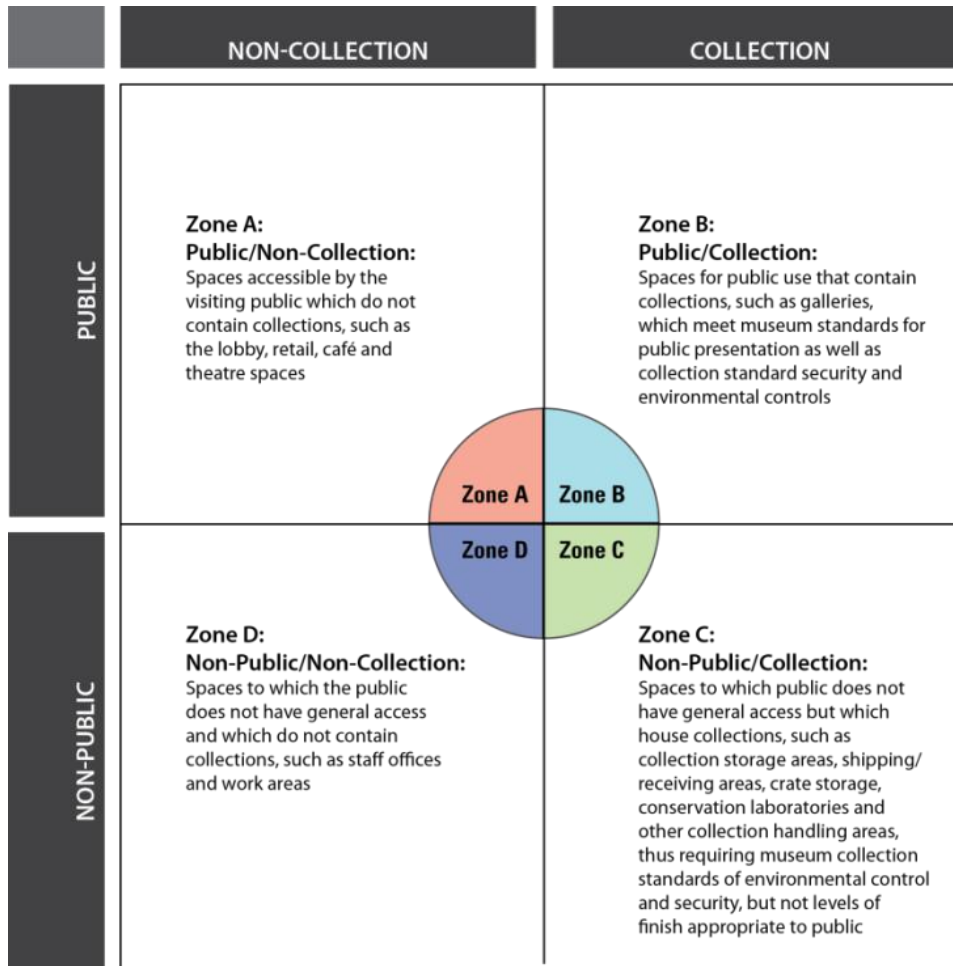 NON-COLLECTION
COLLECTION
PUBLIC
Zone A:
Public/Non-Collection:
Spaces accessible by the
visiting public which do not
contain collections, such as
the lobby, retail, café and
theatre spaces
Zone B:
Public/Collection:
Spaces for public use that contain
collections, such as galleries,
which meet museum standards for
public presentation as well as
collection standard security and
environmental controls
Zone A
Zone B
Zone D
Zone C
NON-PUBLIC
Zone D:
Non-Public/Non-Collection:
Spaces to which the public
does not have general access
and which do not contain
collections, such as staff offices
and work areas
Zone C:
Non-Public/Collection:
Spaces to which public does not
have general access but which
house collections, such as
collection storage areas, shipping/
receiving areas, crate storage,
conservation laboratories and
other collection handling areas,
thus requiring museum collection
standards of environmental control
and security, but not levels of
finish appropriate to public